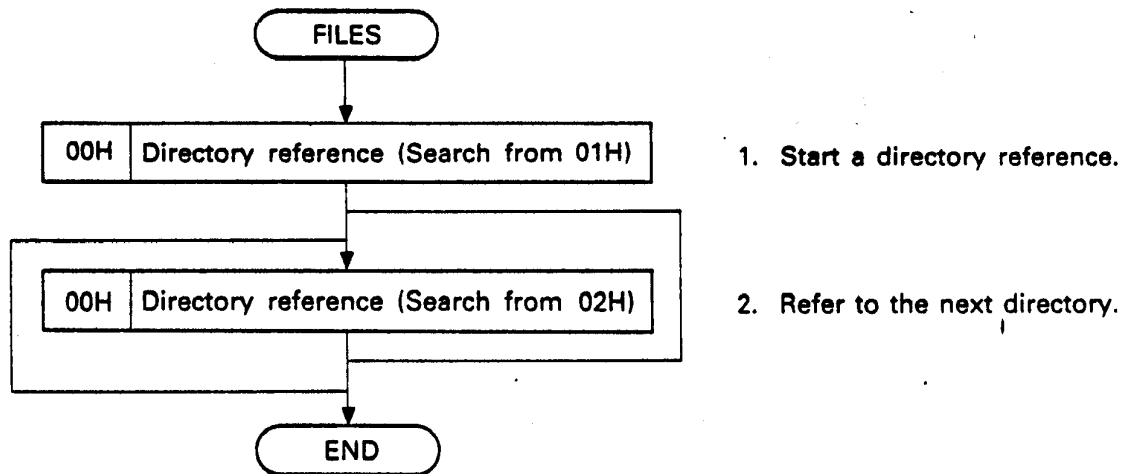 FILES
00H Directory reference (Search from 01H)
1. Start a directory reference.
00H Directory reference (Search from 02H)
2. Refer to the next directory.
END